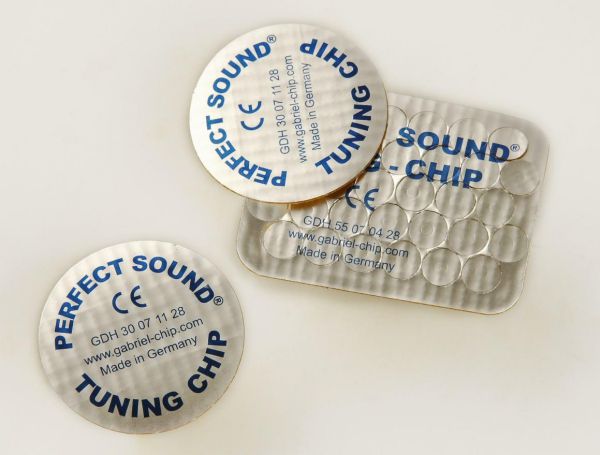 PERFECT SOUND®
CE
GDH 30 07 11 28
www.gabriel-chip.com
Made in Germany
TUNING CHIP
PERFECT
SOUND®
- CHIP
CE
GDH 55 07 04 28
www.gabriel-chip.com
Made in Germany
PERFECT SOUND®
CE
GDH 30 07 11 28
www.gabriel-chip.com
Made in Germany
TUNING CHIP